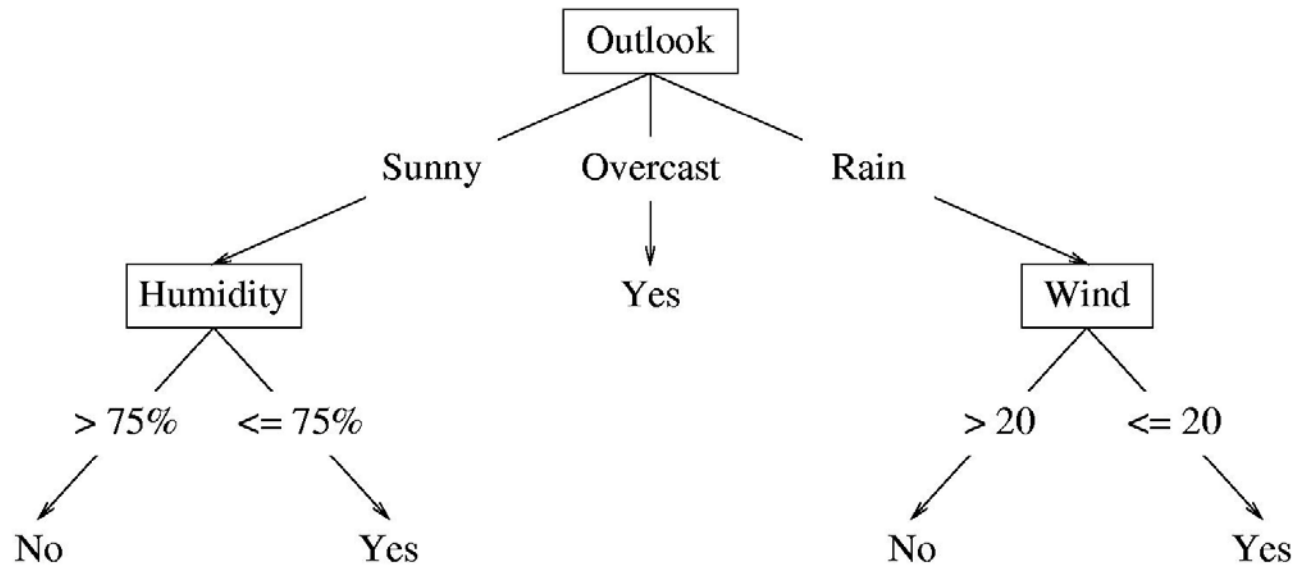 Outlook
Sunny Overcast Rain
Humidity Yes Wind
> 75% <= 75% > 20 <= 20
No Yes No Yes